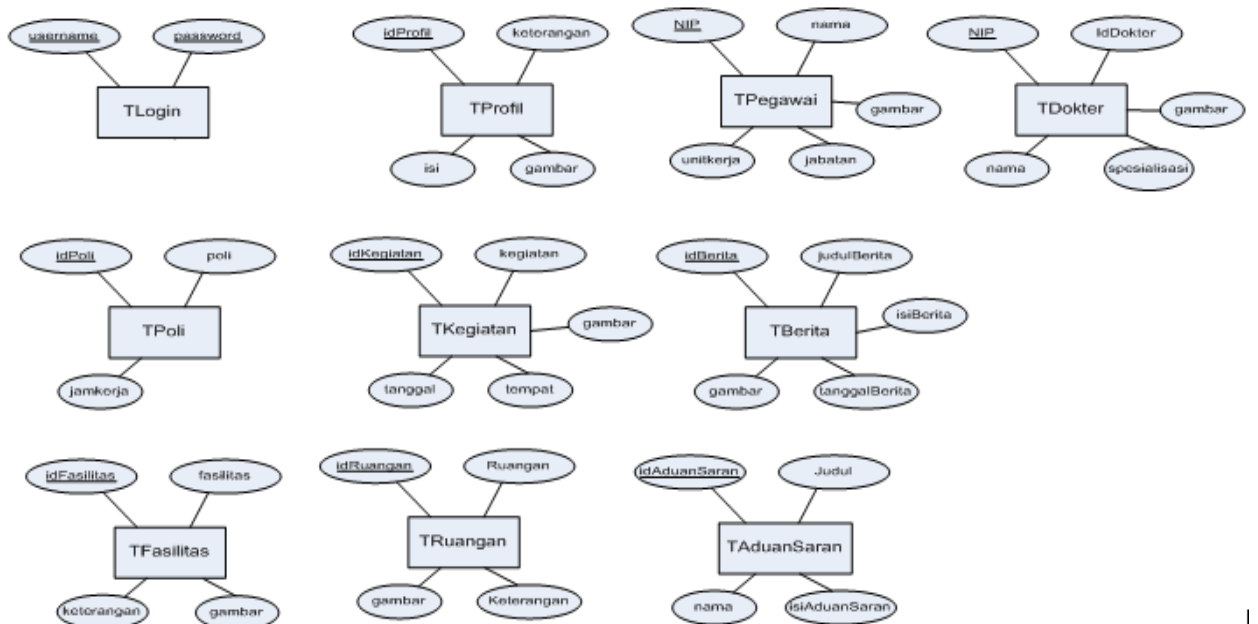 username
password
TLogin
idProfil
keterangan
TProfil
isi
gambar
NIP
nama
TPegawai
gambar
unitkerja
jabatan
NIP
IdDokter
TDokter
gambar
nama
spesialisasi
idPoli
poli
TPoli
jamkerja
idKegiatan
kegiatan
TKegiatan
gambar
tanggal
tempat
idBerita
judulBerita
TBerita
isiBerita
gambar
tanggalBerita
idFasilitas
fasilitas
TFasilitas
keterangan
gambar
idRuangan
Ruangan
TRuangan
gambar
Keterangan
idAduanSaran
Judul
TAduanSaran
nama
isiAduanSaran